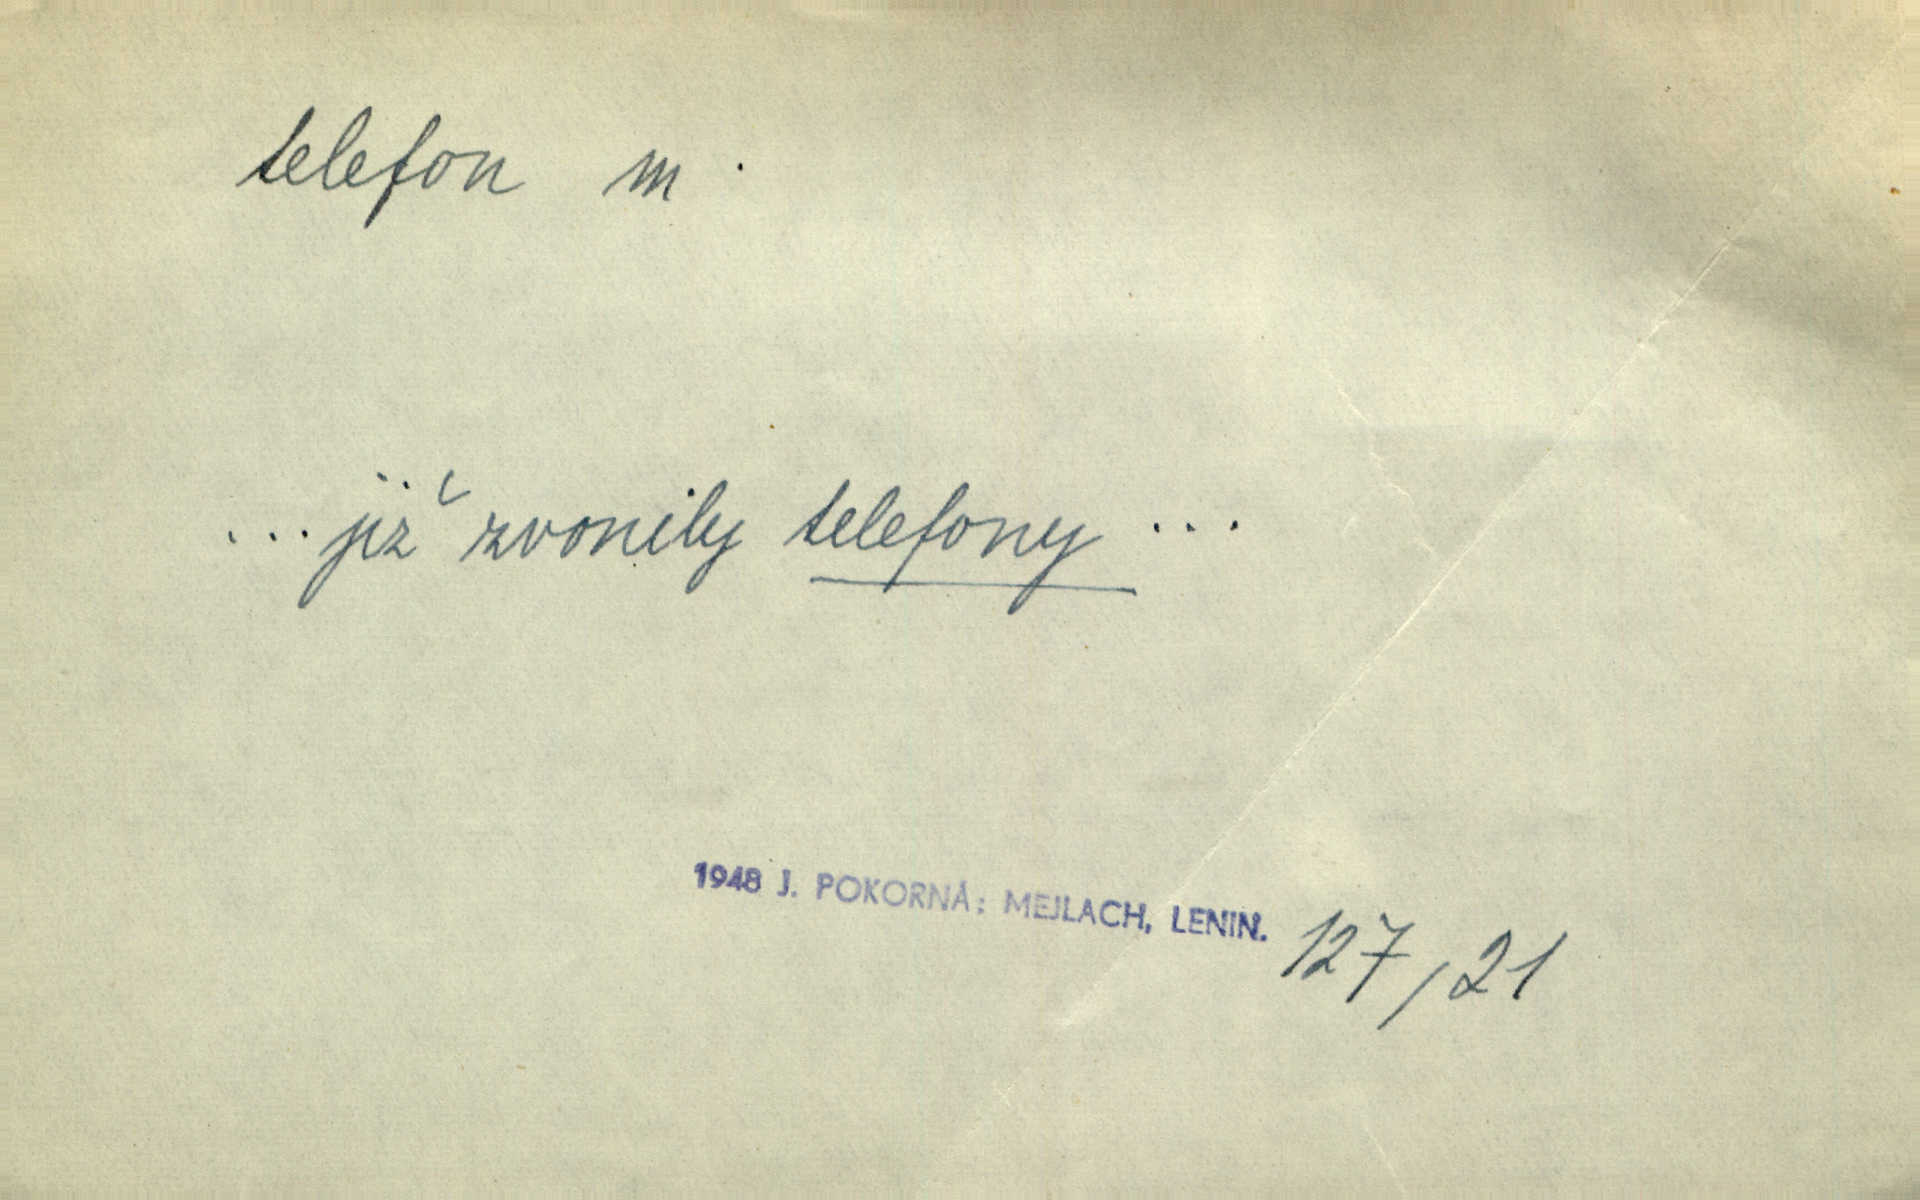 telefon m.
... již zvonily telefony ...
1948 J. POKORNÁ: MEJLACH, LENIN. 127/21